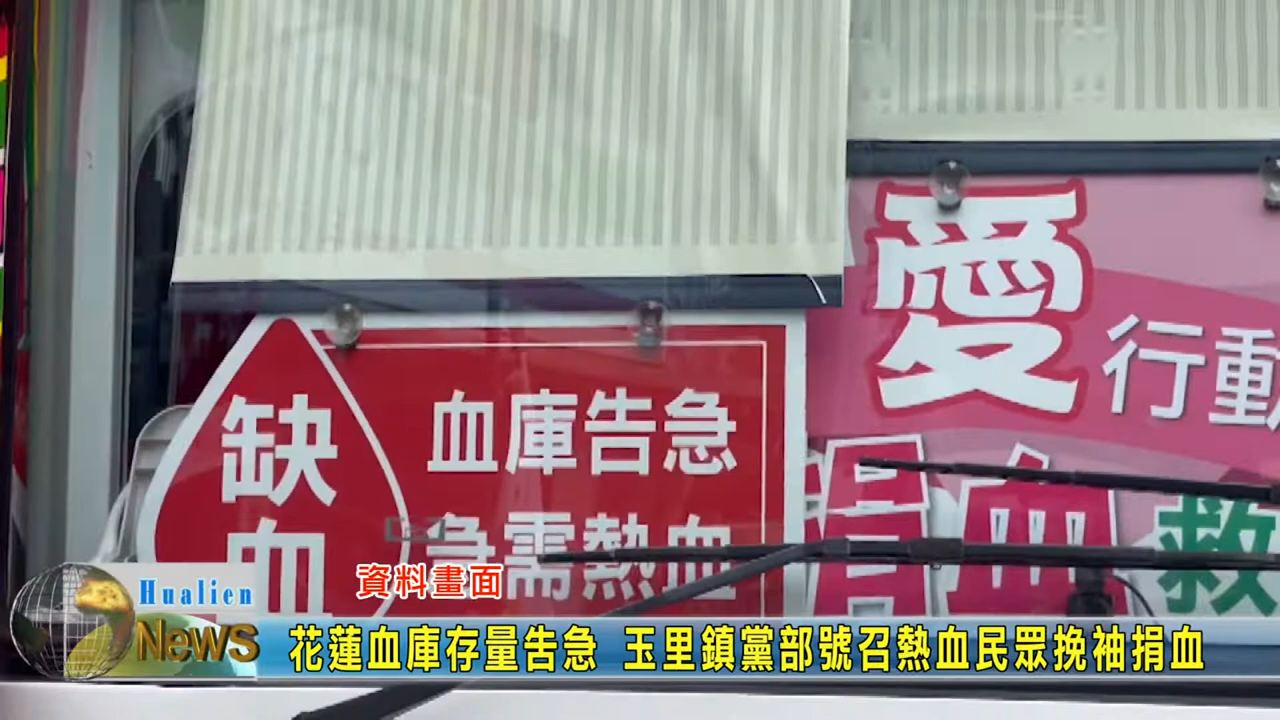 愛
行動
缺血
血庫告急
急需熱血
捐血
救
資料畫面
Hualien
News
花蓮血庫存量告急 玉里鎮黨部號召熱血民眾挽袖捐血